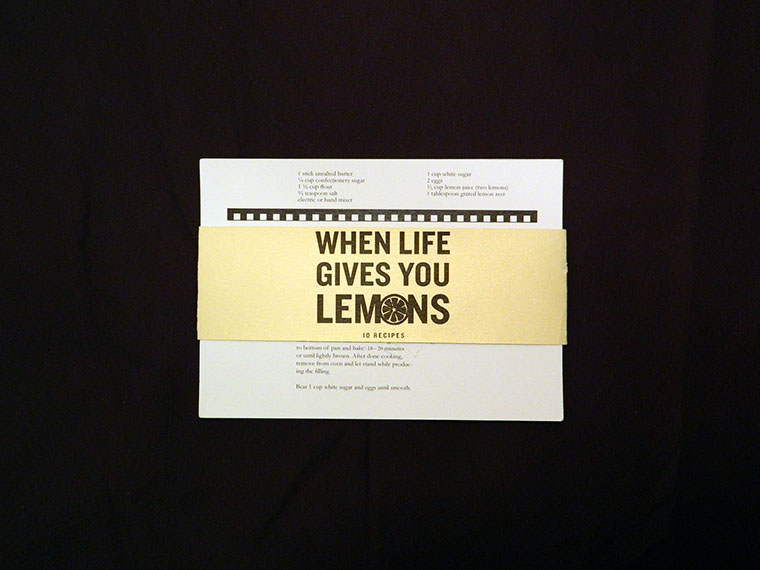 1 stick unsalted butter
¼ cup confectionery sugar
1 ½ cup flour
½ teaspoon salt
electric or hand mixer
1 cup white sugar
2 eggs
⅓ cup lemon juice (two lemons)
1 tablespoon grated lemon zest
WHEN LIFE
GIVES YOU
LEMONS
10 RECIPES
to bottom of pan and bake 18 - 20 minutes
or until lightly brown. After done cooking,
remove from oven and let stand while produc-
ing the filling.
Beat 1 cup white sugar and eggs until smooth.